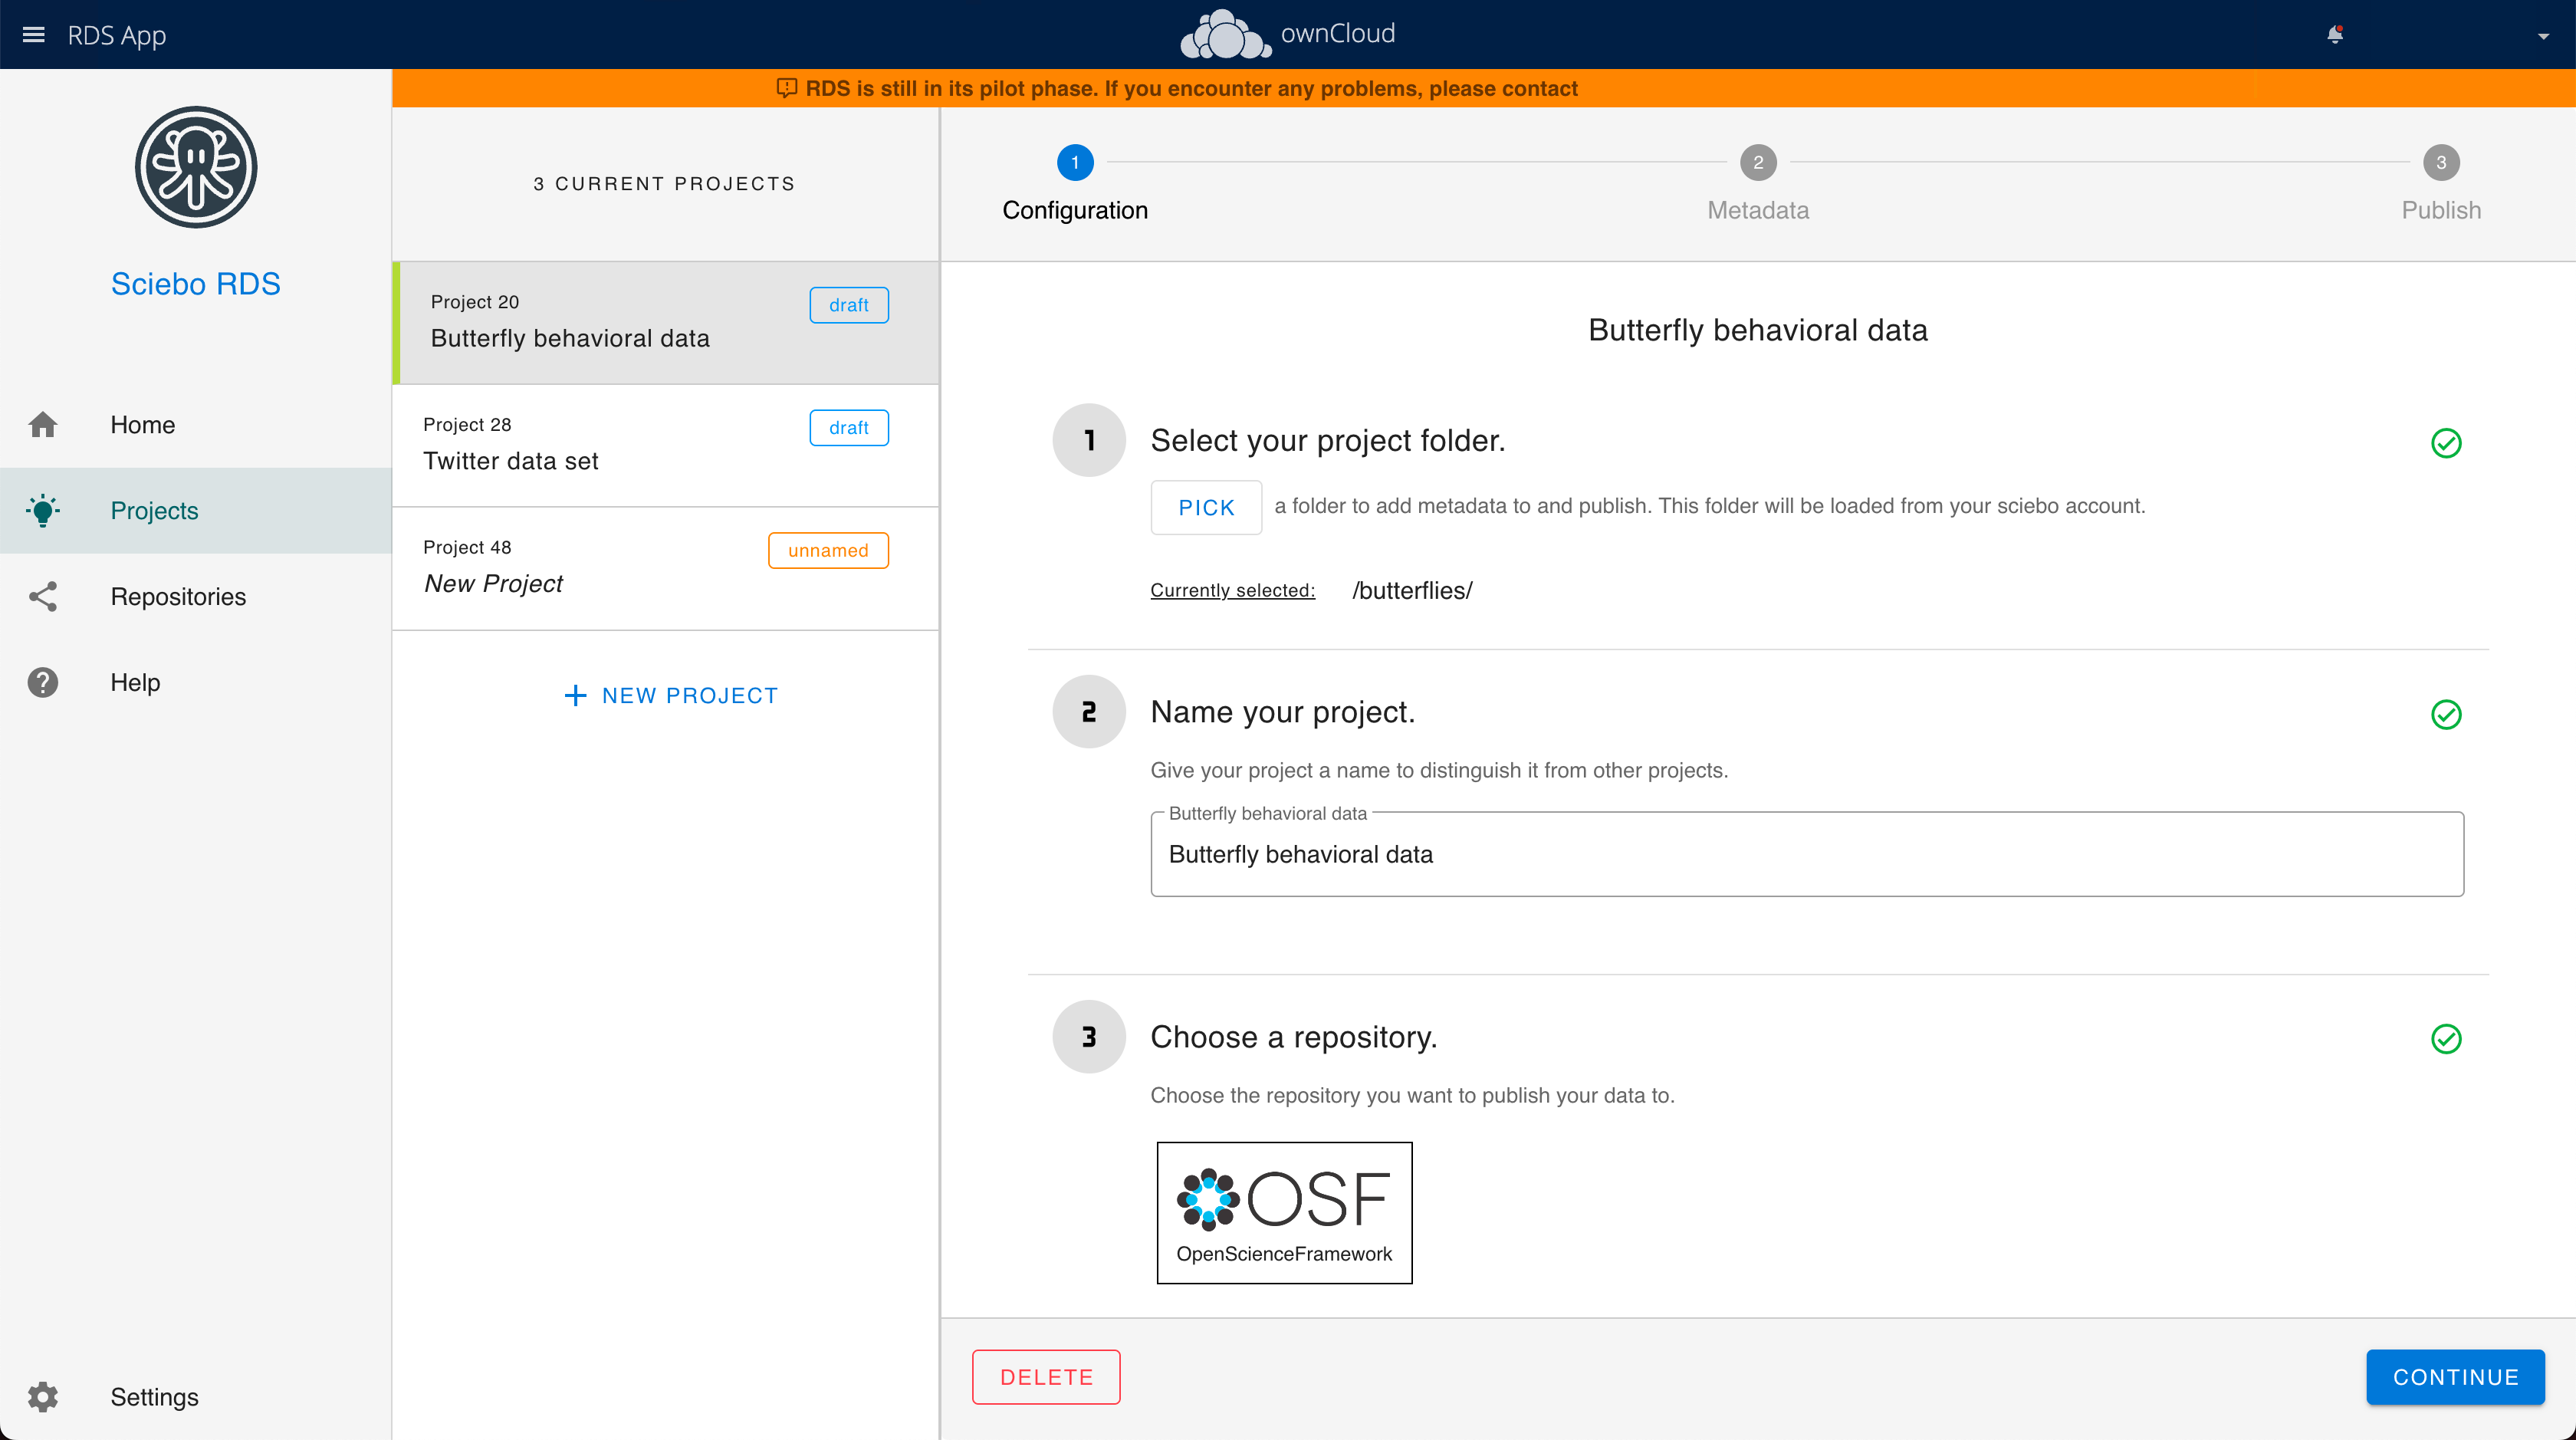 RDS App
ownCloud
RDS is still in its pilot phase. If you encounter any problems, please contact
Sciebo RDS
Home
Projects
Repositories
Help
Settings
3 CURRENT PROJECTS
Project 20
draft
Butterfly behavioral data
Project 28
draft
Twitter data set
Project 48
unnamed
New Project
+ NEW PROJECT
1
2
3
Configuration
Metadata
Publish
Butterfly behavioral data
1 Select your project folder.
PICK a folder to add metadata to and publish. This folder will be loaded from your sciebo account.
Currently selected: /butterflies/
2 Name your project.
Give your project a name to distinguish it from other projects.
Butterfly behavioral data
Butterfly behavioral data
3 Choose a repository.
Choose the repository you want to publish your data to.
OSF
OpenScienceFramework
DELETE
CONTINUE